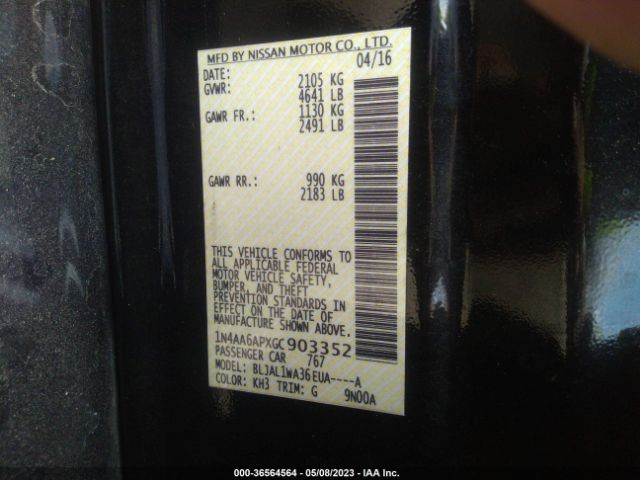 MFD BY NISSAN MOTOR CO., LTD.
DATE: 04/16
GVWR: 2105 KG
4641 LB
GAWR FR.: 1130 KG
2491 LB
GAWR RR.: 990 KG
2183 LB
THIS VEHICLE CONFORMS TO
ALL APPLICABLE FEDERAL
MOTOR VEHICLE SAFETY,
BUMPER, AND THEFT
PREVENTION STANDARDS IN
EFFECT ON THE DATE OF
MANUFACTURE SHOWN ABOVE.
1N4AA6APXGC903352
PASSENGER CAR 767
MODEL: BLJAL1WA36EUA----A
COLOR: KH3 TRIM: G 9N00A
000-36564564 — 05/08/2023 — IAA Inc.